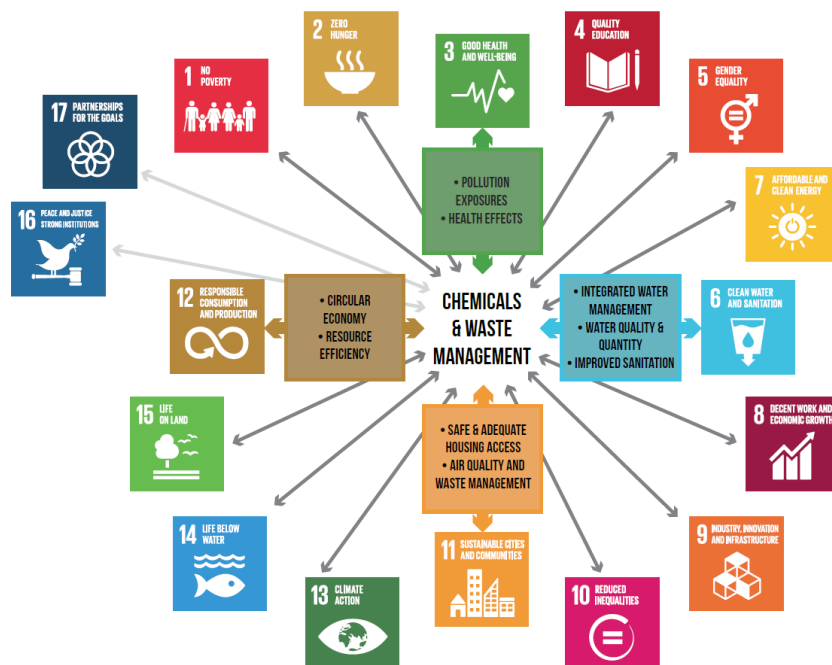 1 NO
POVERTY
2 ZERO
HUNGER
3 GOOD HEALTH
AND WELL-BEING
4 QUALITY
EDUCATION
5 GENDER
EQUALITY
7 AFFORDABLE AND
CLEAN ENERGY
6 CLEAN WATER
AND SANITATION
8 DECENT WORK AND
ECONOMIC GROWTH
9 INDUSTRY, INNOVATION
AND INFRASTRUCTURE
10 REDUCED
INEQUALITIES
11 SUSTAINABLE CITIES
AND COMMUNITIES
13 CLIMATE
ACTION
14 LIFE BELOW
WATER
15 LIFE
ON LAND
12 RESPONSIBLE
CONSUMPTION
AND PRODUCTION
16 PEACE AND JUSTICE
STRONG INSTITUTIONS
17 PARTNERSHIPS
FOR THE GOALS
• POLLUTION
EXPOSURES
• HEALTH EFFECTS
• CIRCULAR
ECONOMY
• RESOURCE
EFFICIENCY
CHEMICALS
& WASTE
MANAGEMENT
• INTEGRATED WATER
MANAGEMENT
• WATER QUALITY &
QUANTITY
• IMPROVED SANITATION
• SAFE & ADEQUATE
HOUSING ACCESS
• AIR QUALITY AND
WASTE MANAGEMENT